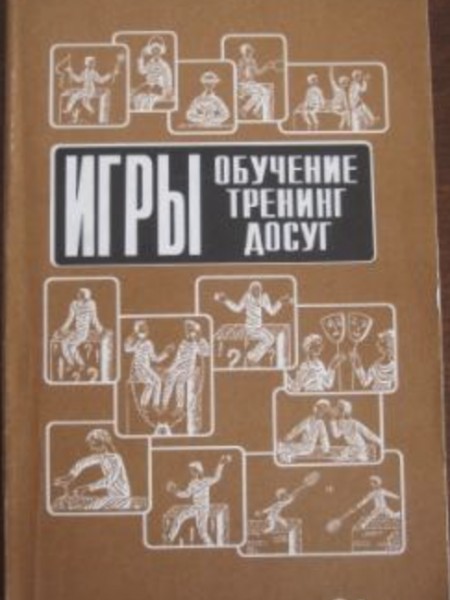 ИГРЫ
ОБУЧЕНИЕ
ТРЕНИНГ
ДОСУГ
??
!?